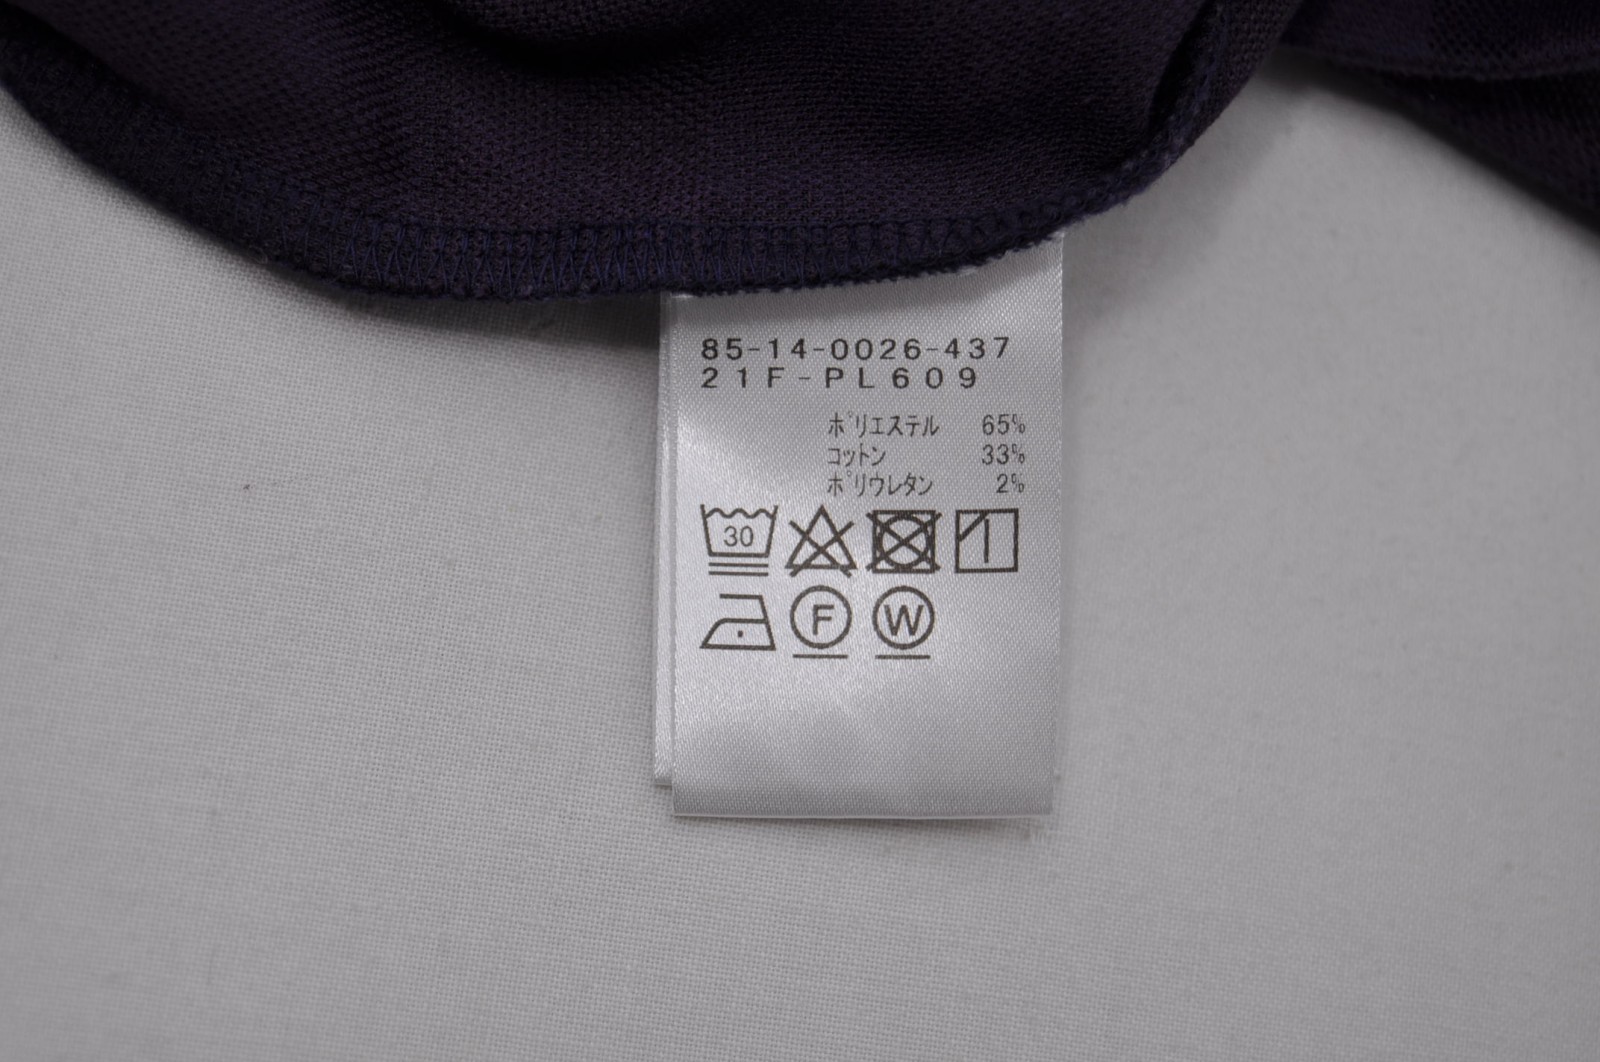 85-14-0026-437
21F-PL609
ポリエステル 65%
コットン 33%
ポリウレタン 2%
30
F W